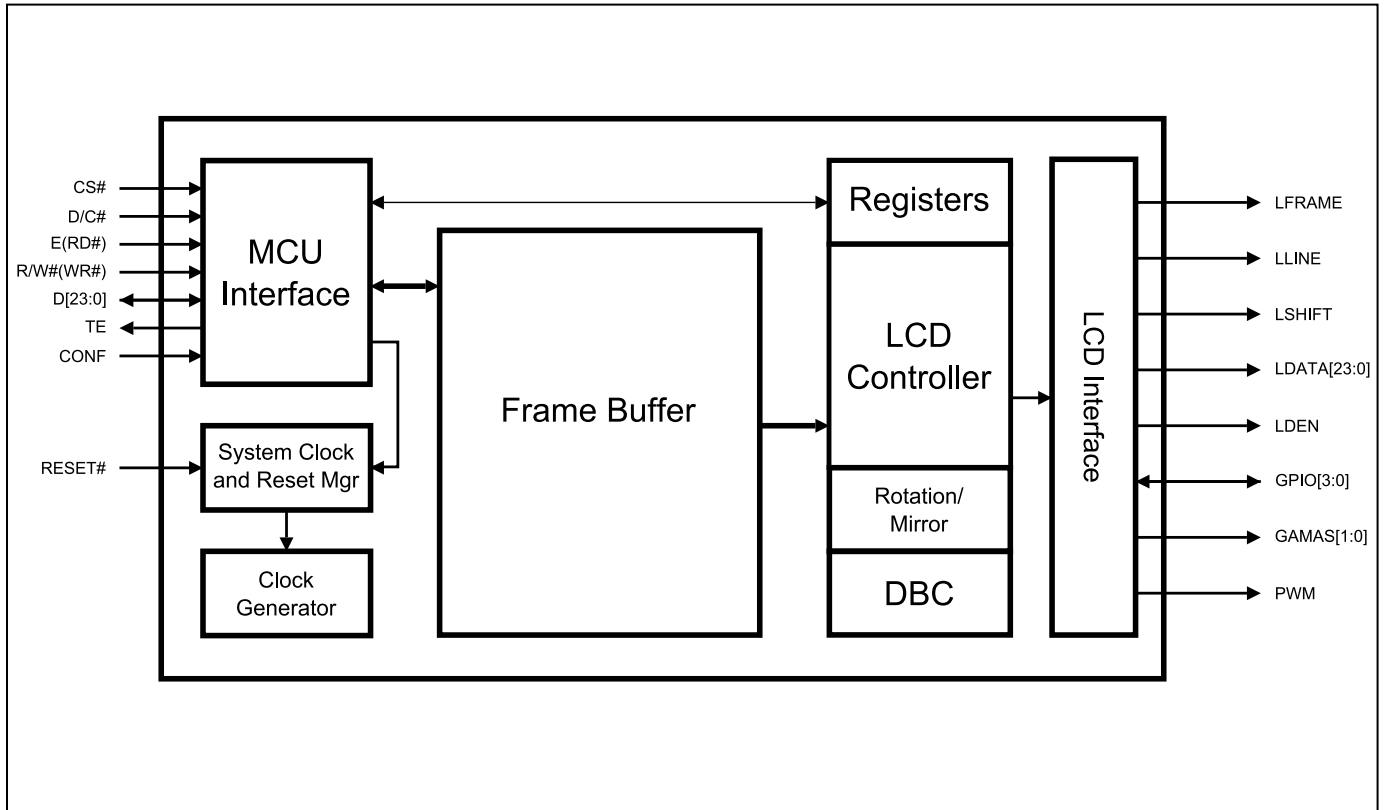 CS#
D/C#
E(RD#)
R/W#(WR#)
D[23:0]
TE
CONF
RESET#
MCU
Interface
System Clock
and Reset Mgr
Clock
Generator
Frame Buffer
Registers
LCD
Controller
Rotation/
Mirror
DBC
LCD Interface
LFRAME
LLINE
LSHIFT
LDATA[23:0]
LDEN
GPIO[3:0]
GAMAS[1:0]
PWM